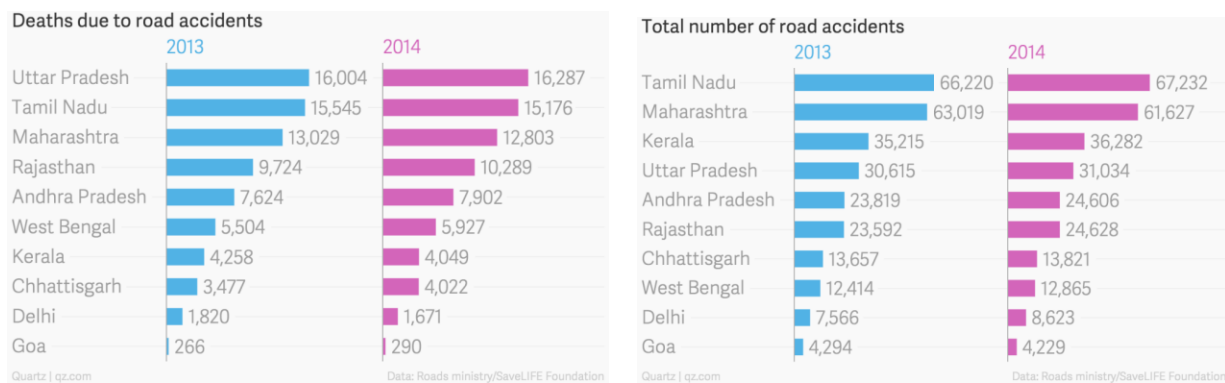 Deaths due to road accidents
2013 2014
Uttar Pradesh 16,004 16,287
Tamil Nadu 15,545 15,176
Maharashtra 13,029 12,803
Rajasthan 9,724 10,289
Andhra Pradesh 7,624 7,902
West Bengal 5,504 5,927
Kerala 4,258 4,049
Chhattisgarh 3,477 4,022
Delhi 1,820 1,671
Goa 266 290
Quartz | qz.com Data: Roads ministry/SaveLIFE Foundation
Total number of road accidents
2013 2014
Tamil Nadu 66,220 67,232
Maharashtra 63,019 61,627
Kerala 35,215 36,282
Uttar Pradesh 30,615 31,034
Andhra Pradesh 23,819 24,606
Rajasthan 23,592 24,628
Chhattisgarh 13,657 13,821
West Bengal 12,414 12,865
Delhi 7,566 8,623
Goa 4,294 4,229
Quartz | qz.com Data: Roads ministry/SaveLIFE Foundation